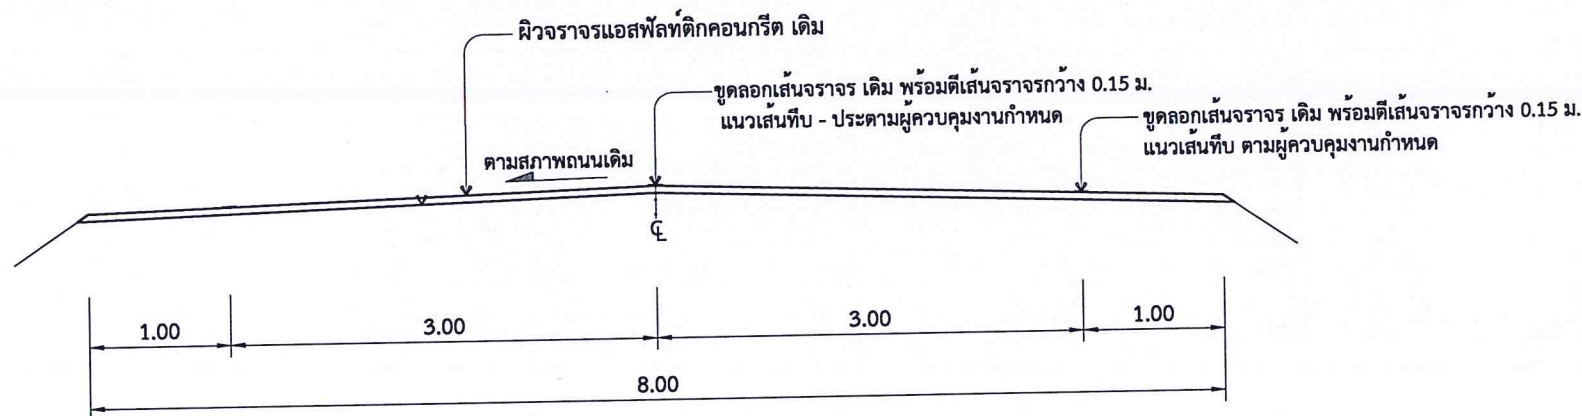 ผิวจราจรแอสฟัลท์ติกคอนกรีต เดิม
ขูดลอกเส้นจราจร เดิม พร้อมตีเส้นจราจรกว้าง 0.15 ม.
แนวเส้นทึบ - ประตามผู้ควบคุมงานกำหนด
ขูดลอกเส้นจราจร เดิม พร้อมตีเส้นจราจรกว้าง 0.15 ม.
แนวเส้นทึบ ตามผู้ควบคุมงานกำหนด
ตามสภาพถนนเดิม
℄
1.00
3.00
3.00
1.00
8.00